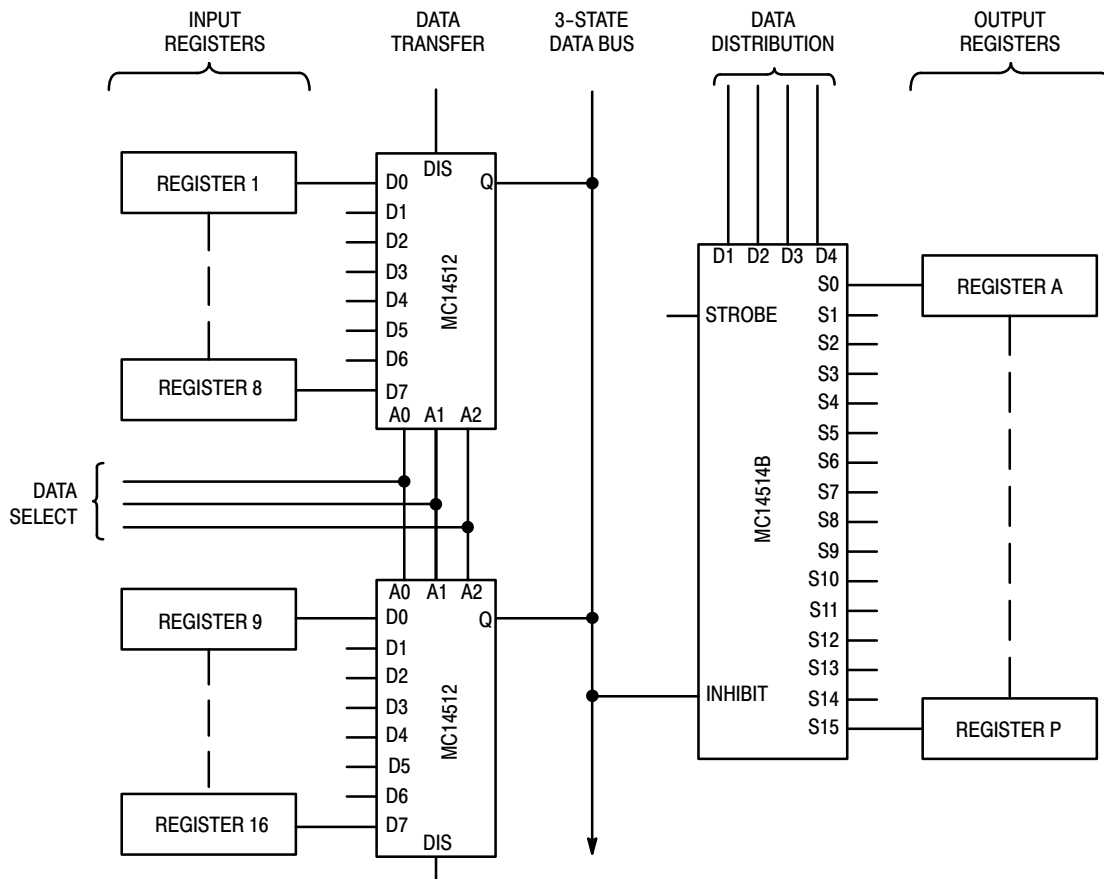 INPUT
REGISTERS
DATA
TRANSFER
3–STATE
DATA BUS
DATA
DISTRIBUTION
OUTPUT
REGISTERS
REGISTER 1
REGISTER 8
DIS
D0
Q
D1
D2
D3
D4
D5
D6
D7
MC14512
A0 A1 A2
DATA
SELECT
A0 A1 A2
REGISTER 9
REGISTER 16
D0
Q
D1
D2
D3
D4
D5
D6
D7
MC14512
DIS
D1 D2 D3 D4
STROBE
INHIBIT
MC14514B
S0
S1
S2
S3
S4
S5
S6
S7
S8
S9
S10
S11
S12
S13
S14
S15
REGISTER A
REGISTER P